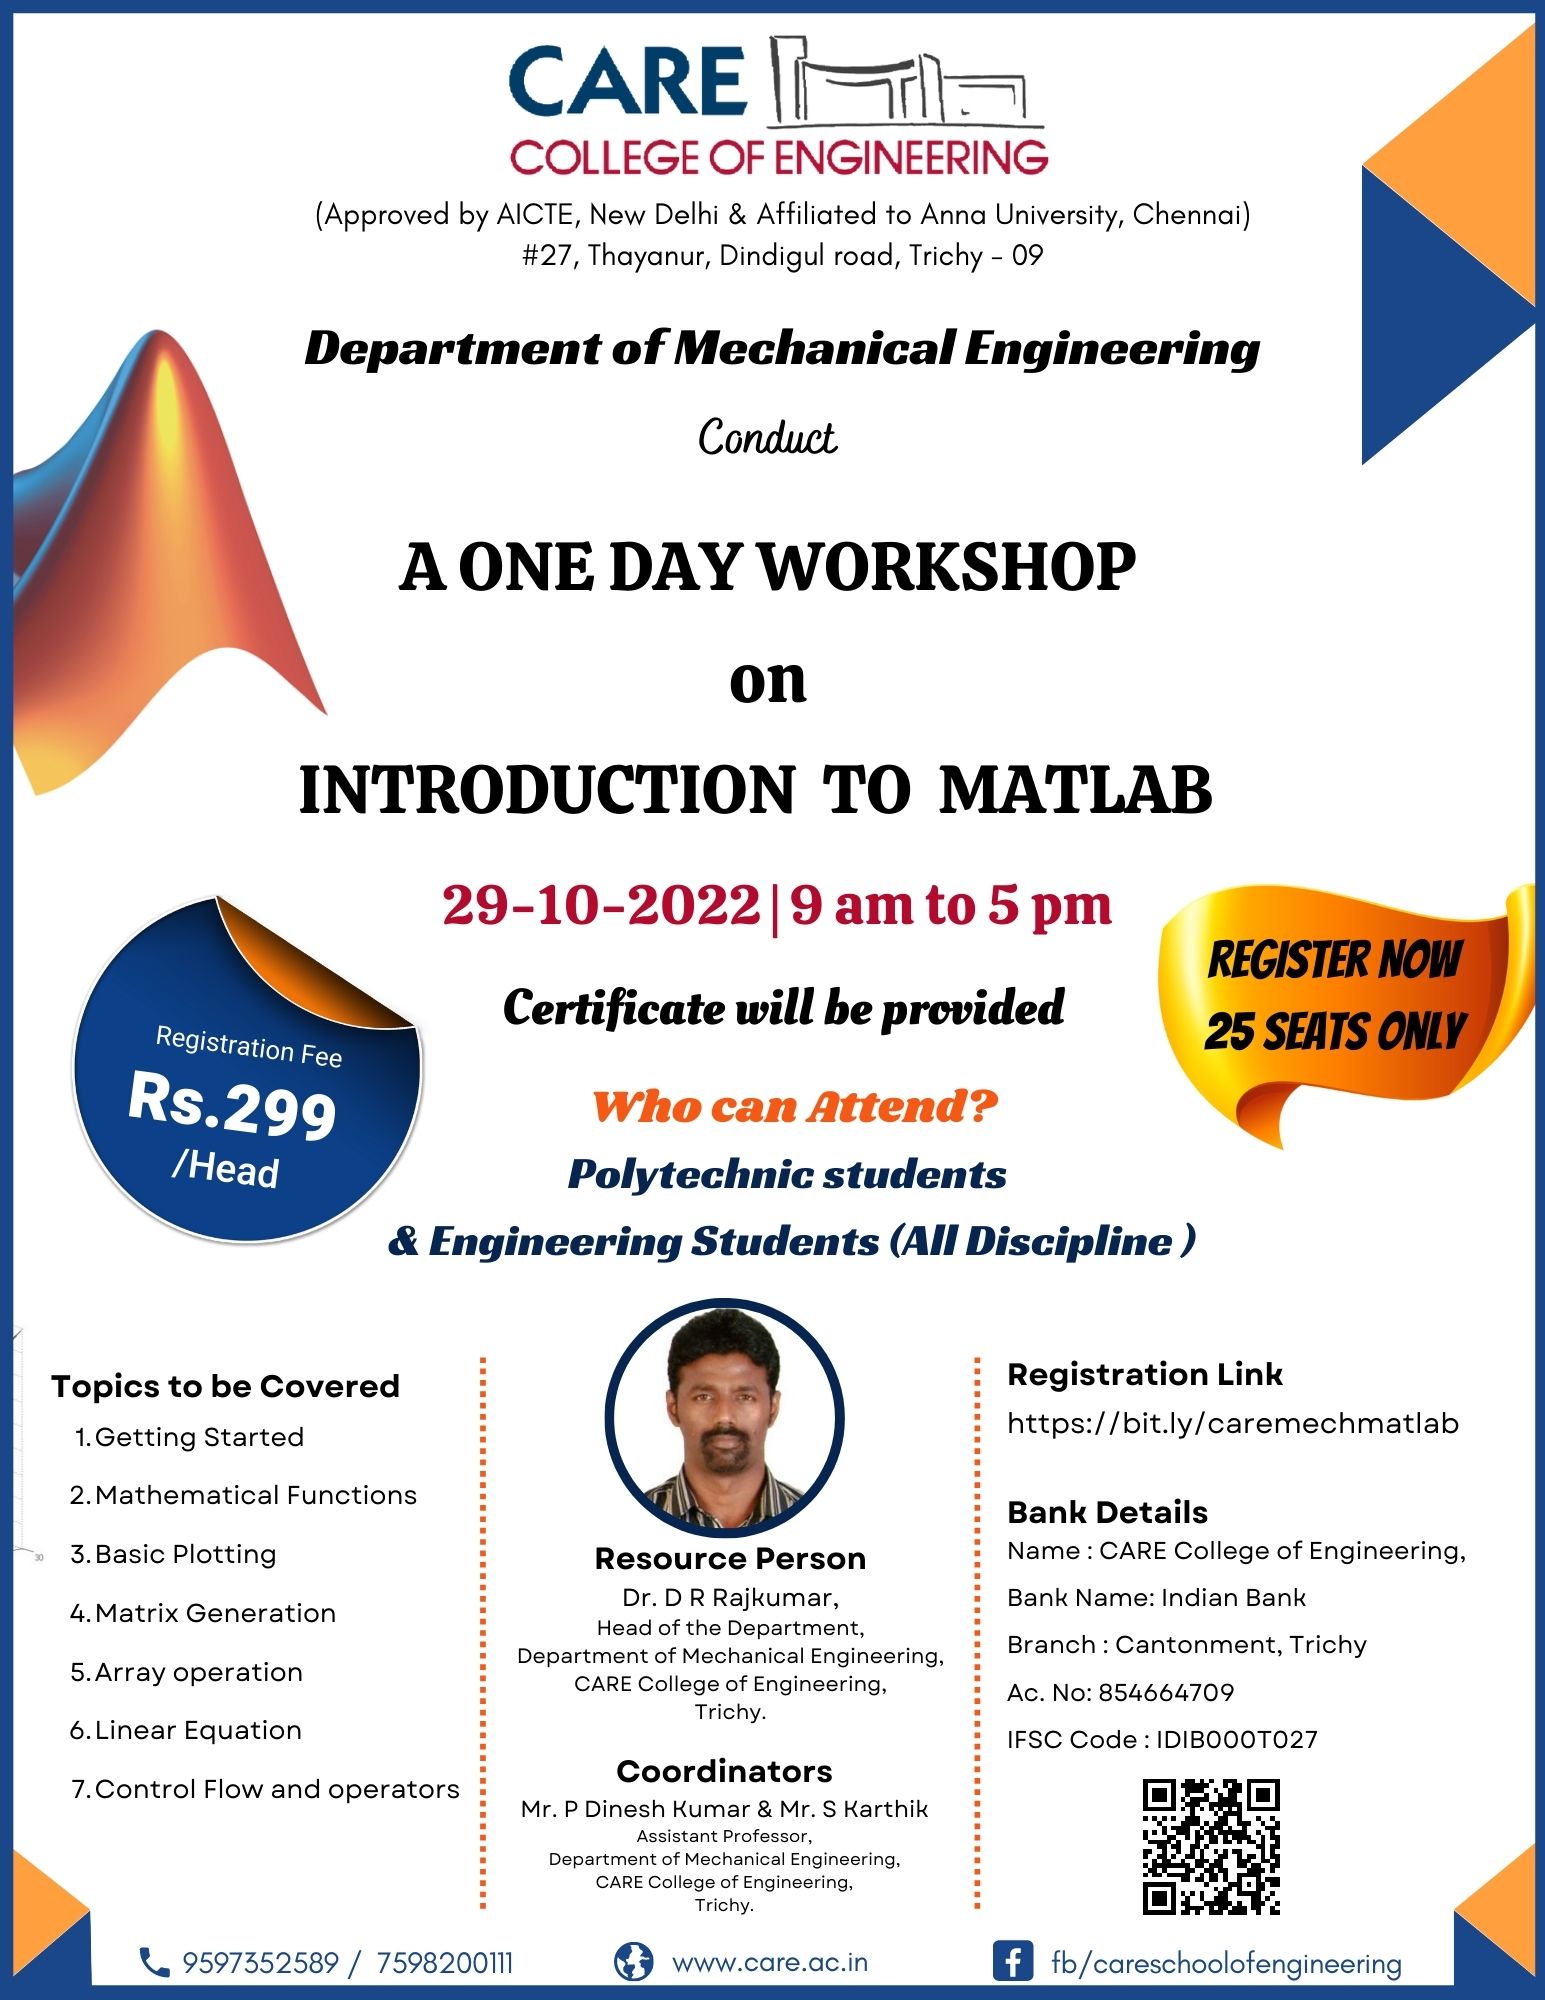 CARE
COLLEGE OF ENGINEERING
(Approved by AICTE, New Delhi & Affiliated to Anna University, Chennai)
#27, Thayanur, Dindigul road, Trichy - 09
Department of Mechanical Engineering
Conduct
A ONE DAY WORKSHOP
on
INTRODUCTION TO MATLAB
29-10-2022|9 am to 5 pm
Certificate will be provided
Registration Fee
Rs.299
/Head
REGISTER NOW
25 SEATS ONLY
Who can Attend?
Polytechnic students
& Engineering Students (All Discipline )
Topics to be Covered
1. Getting Started
2. Mathematical Functions
3. Basic Plotting
4. Matrix Generation
5. Array operation
6. Linear Equation
7. Control Flow and operators
30
Resource Person
Dr. D R Rajkumar,
Head of the Department,
Department of Mechanical Engineering,
CARE College of Engineering,
Trichy.
Coordinators
Mr. P Dinesh Kumar & Mr. S Karthik
Assistant Professor,
Department of Mechanical Engineering,
CARE College of Engineering,
Trichy.
Registration Link
https://bit.ly/caremechmatlab
Bank Details
Name : CARE College of Engineering,
Bank Name: Indian Bank
Branch : Cantonment, Trichy
Ac. No: 854664709
IFSC Code : IDIB000T027
9597352589 / 7598200111
www.care.ac.in
fb/careschoolofengineering